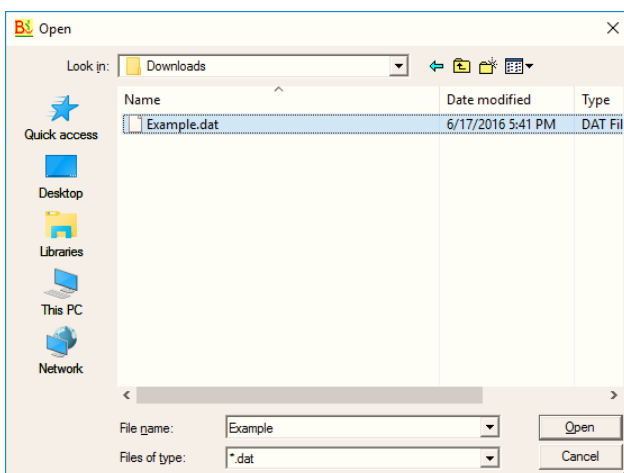 Open
Look in: Downloads
Name Date modified Type
Example.dat 6/17/2016 5:41 PM DAT Fil
Quick access
Desktop
Libraries
This PC
Network
File name: Example Open
Files of type: *.dat Cancel